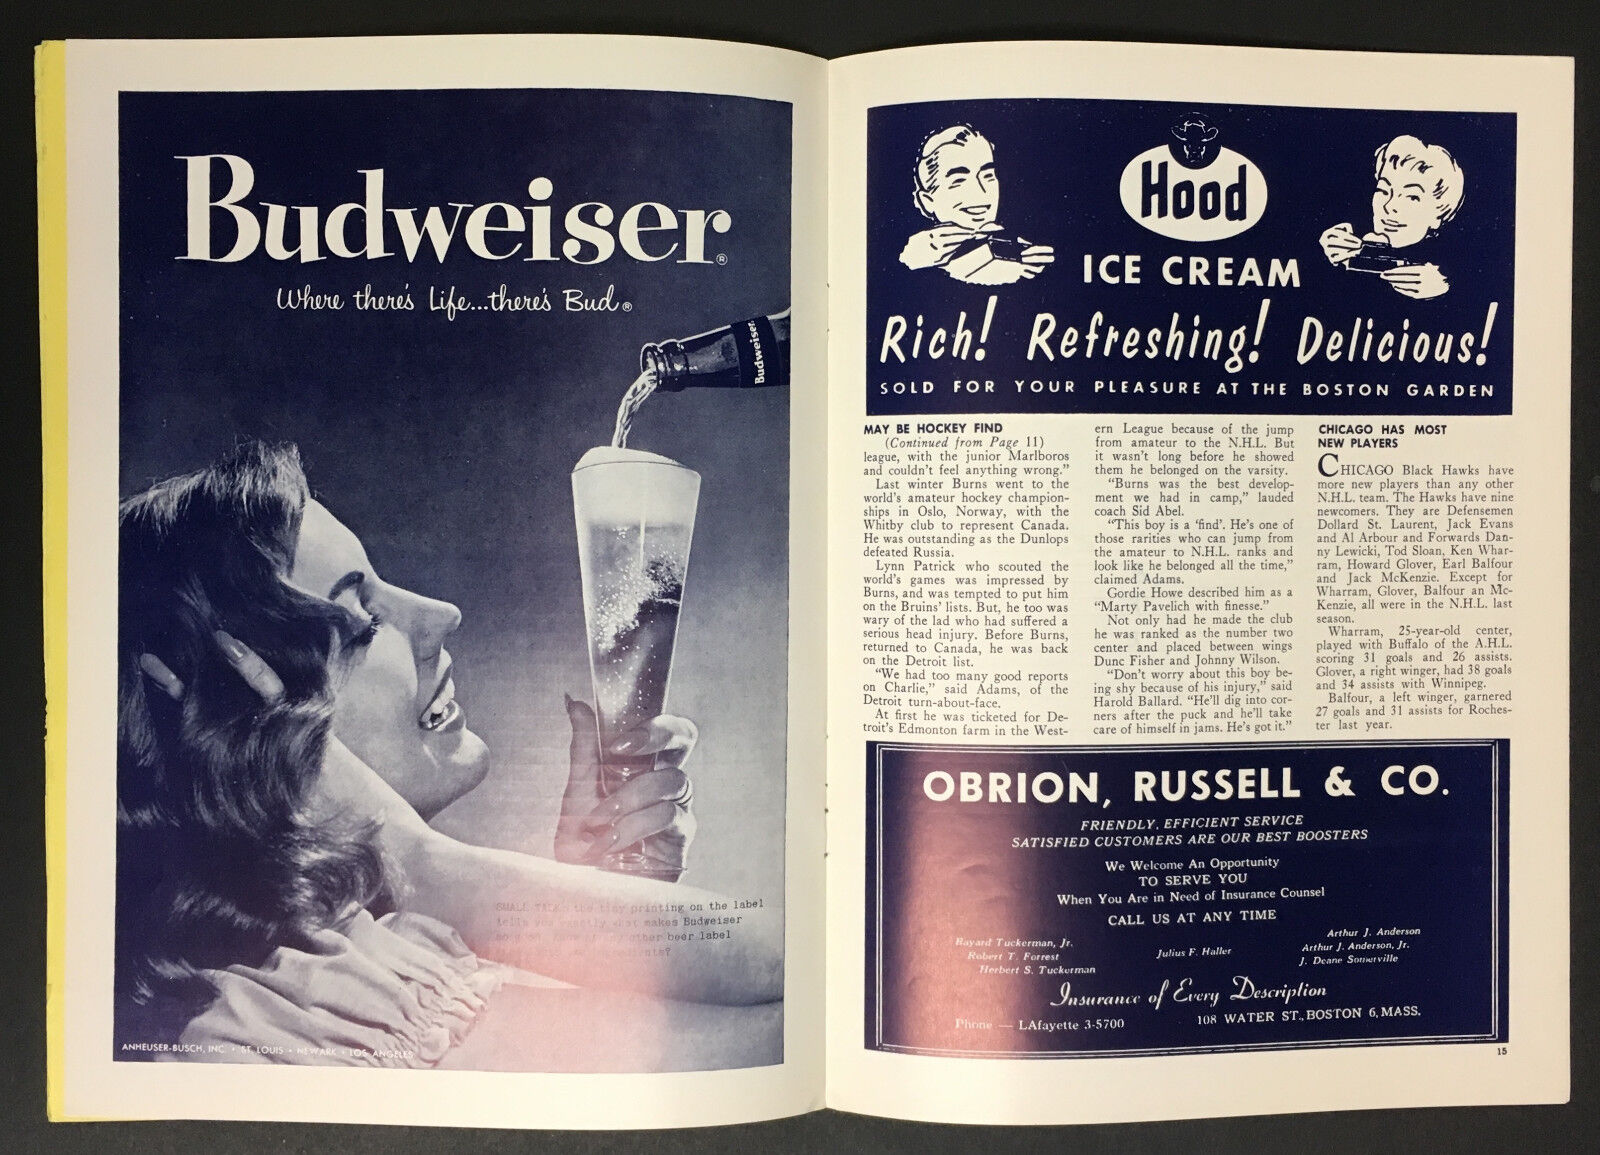 Budweiser®
Where there's Life...there's Bud®
Budweiser
SMALL TALK: the tiny printing on the label
tells you exactly what makes Budweiser
other beer label
ANHEUSER-BUSCH, INC. • ST. LOUIS • NEWARK • LOS ANGELES
Hood
ICE CREAM
Rich! Refreshing! Delicious!
SOLD FOR YOUR PLEASURE AT THE BOSTON GARDEN
MAY BE HOCKEY FIND
(Continued from Page 11)
league, with the junior Marlboros
and couldn't feel anything wrong."
Last winter Burns went to the
world's amateur hockey champion-
ships in Oslo, Norway, with the
Whitby club to represent Canada.
He was outstanding as the Dunlops
defeated Russia.
Lynn Patrick who scouted the
world's games was impressed by
Burns, and was tempted to put him
on the Bruins' lists. But, he too was
wary of the lad who had suffered a
serious head injury. Before Burns,
returned to Canada, he was back
on the Detroit list.
"We had too many good reports
on Charlie," said Adams, of the
Detroit turn-about-face.
At first he was ticketed for De-
troit's Edmonton farm in the West-
ern League because of the jump
from amateur to the N.H.L. But
it wasn't long before he showed
them he belonged on the varsity.
"Burns was the best develop-
ment we had in camp," lauded
coach Sid Abel.
"This boy is a 'find'. He's one of
those rarities who can jump from
the amateur to N.H.L. ranks and
look like he belonged all the time,"
claimed Adams.
Gordie Howe described him as a
"Marty Pavelich with finesse."
Not only had he made the club
he was ranked as the number two
center and placed between wings
Dunc Fisher and Johnny Wilson.
"Don't worry about this boy be-
ing shy because of his injury," said
Harold Ballard. "He'll dig into cor-
ners after the puck and he'll take
care of himself in jams. He's got it."
CHICAGO HAS MOST
NEW PLAYERS
CHICAGO Black Hawks have
more new players than any other
N.H.L. team. The Hawks have nine
newcomers. They are Defensemen
Dollard St. Laurent, Jack Evans
and Al Arbour and Forwards Dan-
ny Lewicki, Tod Sloan, Ken Whar-
ram, Howard Glover, Earl Balfour
and Jack McKenzie. Except for
Wharram, Glover, Balfour an Mc-
Kenzie, all were in the N.H.L. last
season.
Wharram, 25-year-old center,
played with Buffalo of the A.H.L.
scoring 31 goals and 26 assists.
Glover, a right winger, had 38 goals
and 34 assists with Winnipeg.
Balfour, a left winger, garnered
27 goals and 31 assists for Roches-
ter last year.
OBRION, RUSSELL & CO.
FRIENDLY, EFFICIENT SERVICE
SATISFIED CUSTOMERS ARE OUR BEST BOOSTERS
We Welcome An Opportunity
TO SERVE YOU
When You Are in Need of Insurance Counsel
CALL US AT ANY TIME
Bayard Tuckerman, Jr.
Robert T. Forrest
Herbert S. Tuckerman
Julius F. Haller
Arthur J. Anderson
Arthur J. Anderson, Jr.
J. Deane Somerville
Insurance of Every Description
Phone — LAfayette 3-5700
108 WATER ST., BOSTON 6, MASS.
15